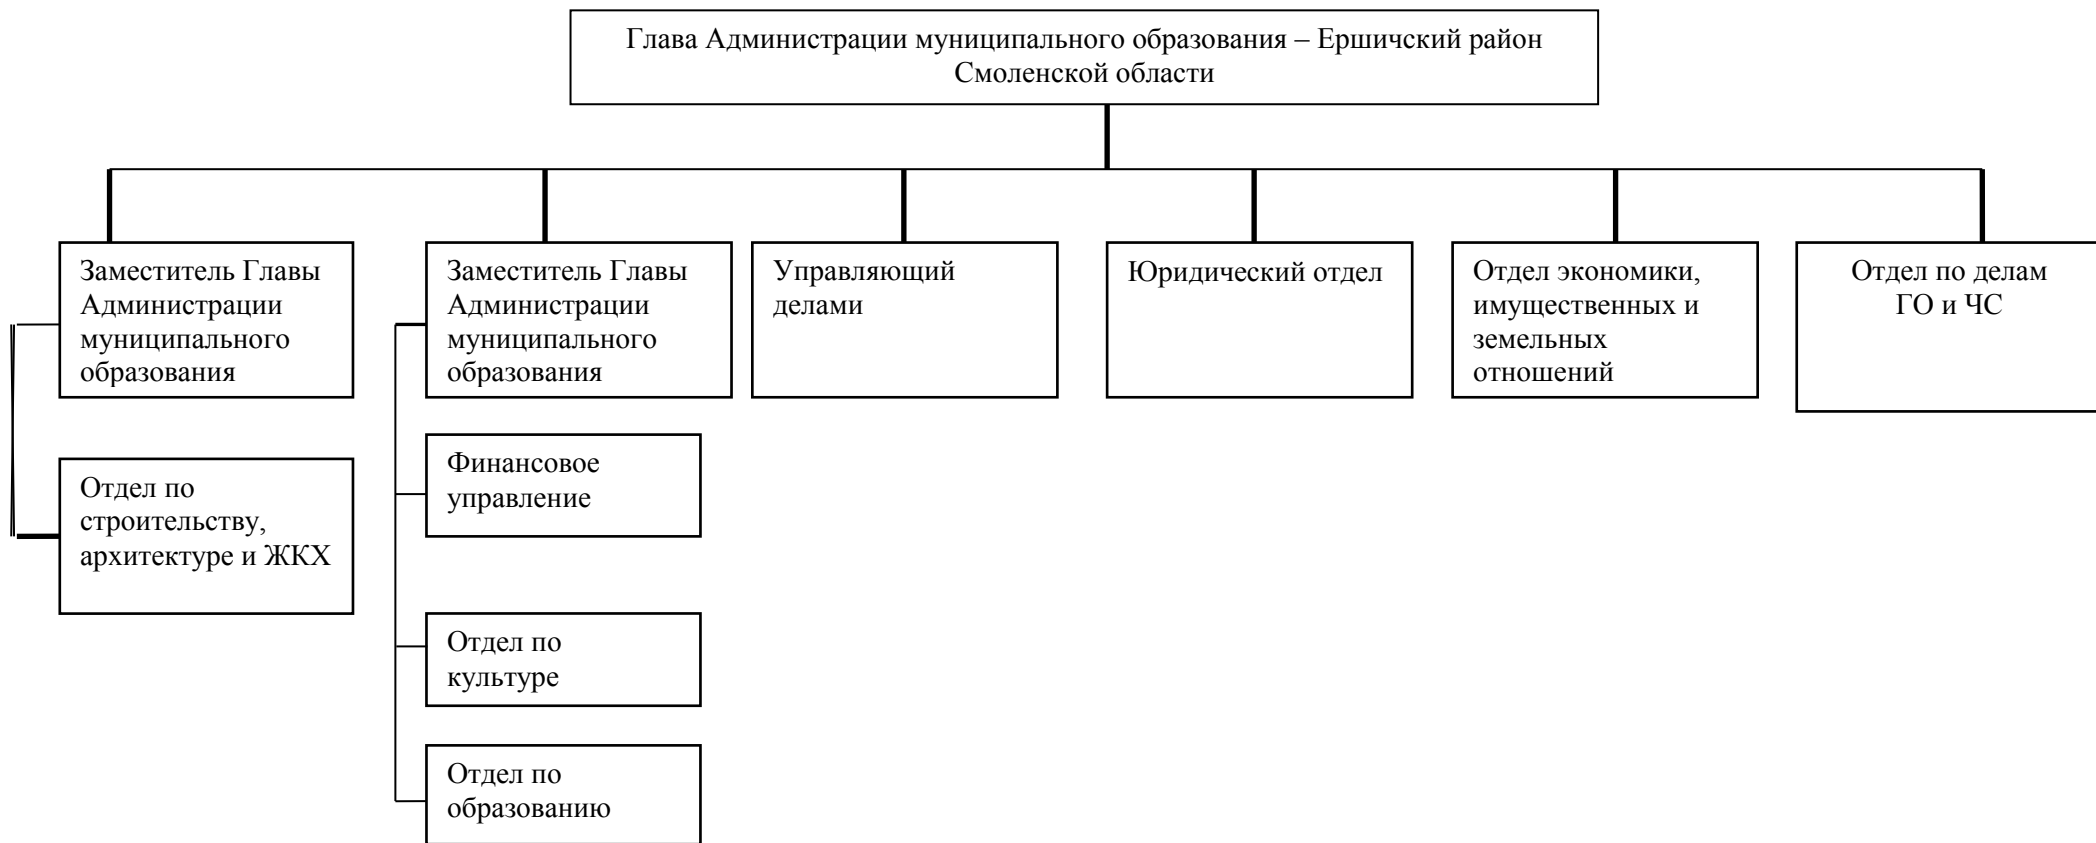 Глава Администрации муниципального образования – Ершичский район
Смоленской области
Заместитель Главы
Администрации
муниципального
образования
Заместитель Главы
Администрации
муниципального
образования
Управляющий
делами
Юридический отдел
Отдел экономики,
имущественных и
земельных
отношений
Отдел по делам
ГО и ЧС
Отдел по
строительству,
архитектуре и ЖКХ
Финансовое
управление
Отдел по
культуре
Отдел по
образованию